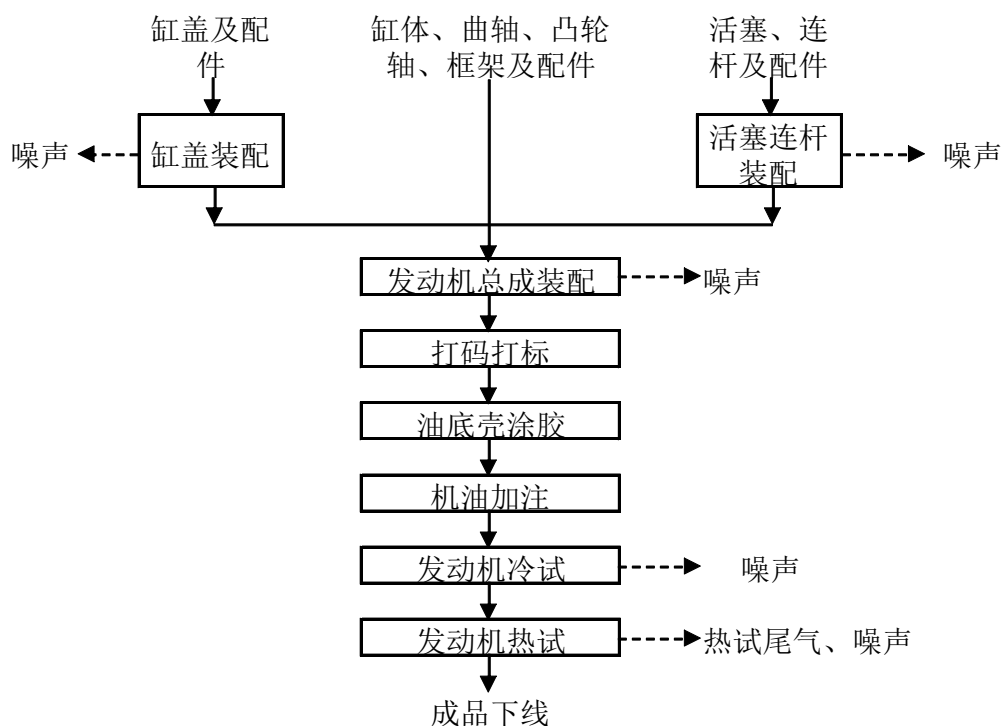 缸盖及配
件
缸体、曲轴、凸轮
轴、框架及配件
活塞、连
杆及配件
噪声
缸盖装配
活塞连杆
装配
噪声
发动机总成装配
噪声
打码打标
油底壳涂胶
机油加注
发动机冷试
噪声
发动机热试
热试尾气、噪声
成品下线